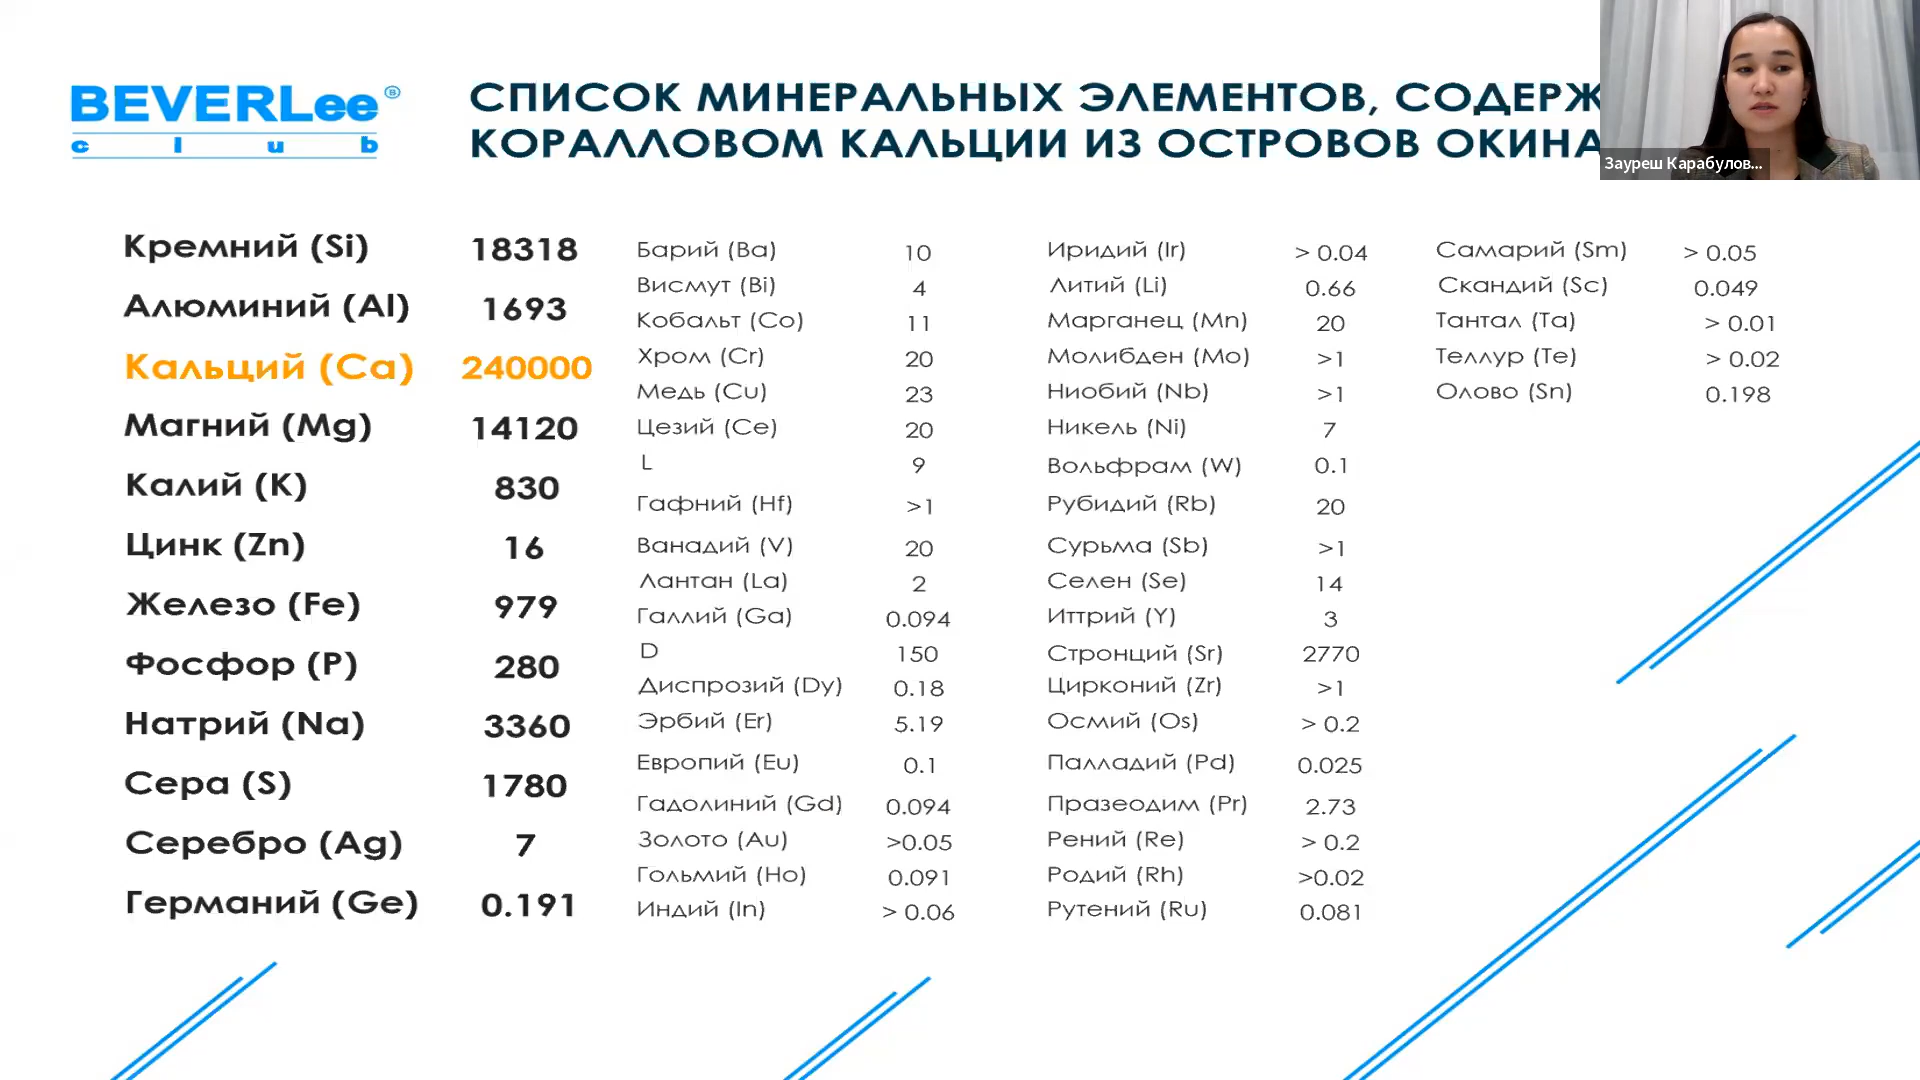 BEVERLee®
club
СПИСОК МИНЕРАЛЬНЫХ ЭЛЕМЕНТОВ, СОДЕРЖ
КОРАЛЛОВОМ КАЛЬЦИИ ИЗ ОСТРОВОВ ОКИНА
Зауреш Карабулов...
Кремний (Si) 18318
Алюминий (Al) 1693
Кальций (Ca) 240000
Магний (Mg) 14120
Калий (K) 830
Цинк (Zn) 16
Железо (Fe) 979
Фосфор (P) 280
Натрий (Na) 3360
Сера (S) 1780
Серебро (Ag) 7
Германий (Ge) 0.191
Барий (Ba) 10
Висмут (Bi) 4
Кобальт (Co) 11
Хром (Cr) 20
Медь (Cu) 23
Цезий (Ce) 20
L 9
Гафний (Hf) >1
Ванадий (V) 20
Лантан (La) 2
Галлий (Ga) 0.094
D 150
Диспрозий (Dy) 0.18
Эрбий (Er) 5.19
Европий (Eu) 0.1
Гадолиний (Gd) 0.094
Золото (Au) >0.05
Гольмий (Ho) 0.091
Индий (In) > 0.06
Иридий (Ir) > 0.04
Литий (Li) 0.66
Марганец (Mn) 20
Молибден (Mo) >1
Ниобий (Nb) >1
Никель (Ni) 7
Вольфрам (W) 0.1
Рубидий (Rb) 20
Сурьма (Sb) >1
Селен (Se) 14
Иттрий (Y) 3
Стронций (Sr) 2770
Цирконий (Zr) >1
Осмий (Os) > 0.2
Палладий (Pd) 0.025
Празеодим (Pr) 2.73
Рений (Re) > 0.2
Родий (Rh) >0.02
Рутений (Ru) 0.081
Самарий (Sm) > 0.05
Скандий (Sc) 0.049
Тантал (Ta) > 0.01
Теллур (Te) > 0.02
Олово (Sn) 0.198